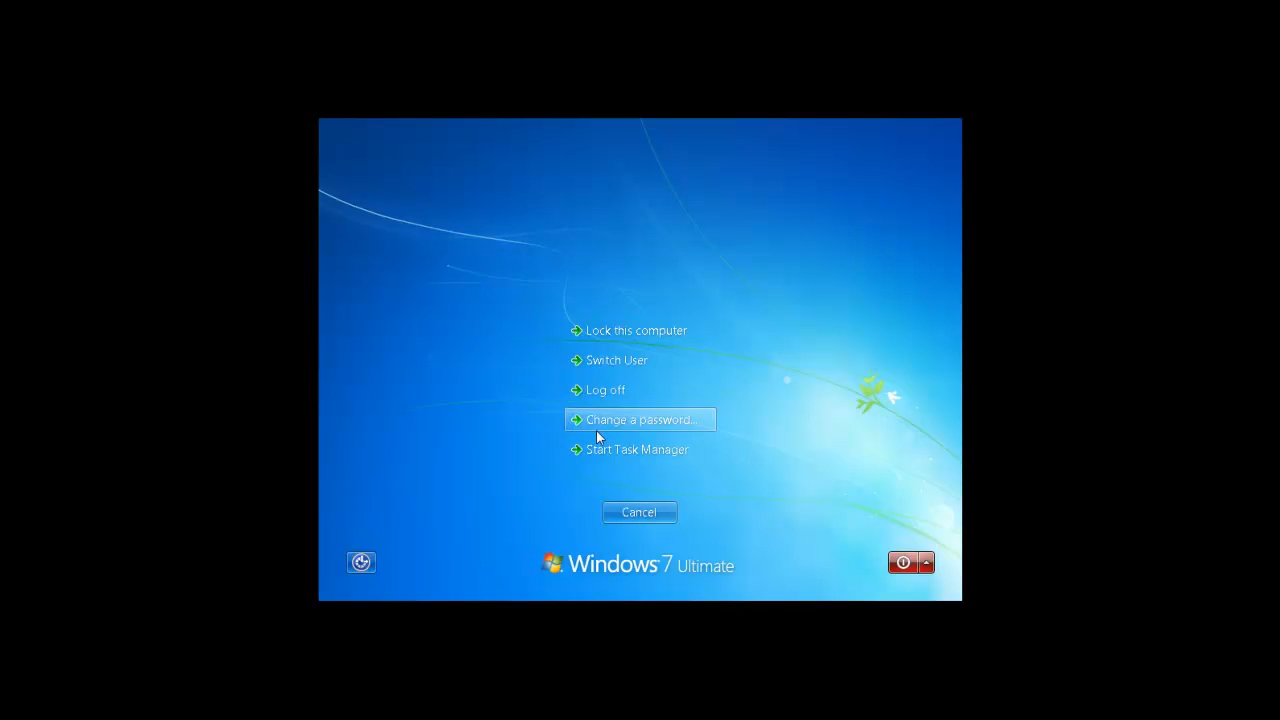 Lock this computer
Switch User
Log off
Change a password...
Start Task Manager
Cancel
Windows 7 Ultimate